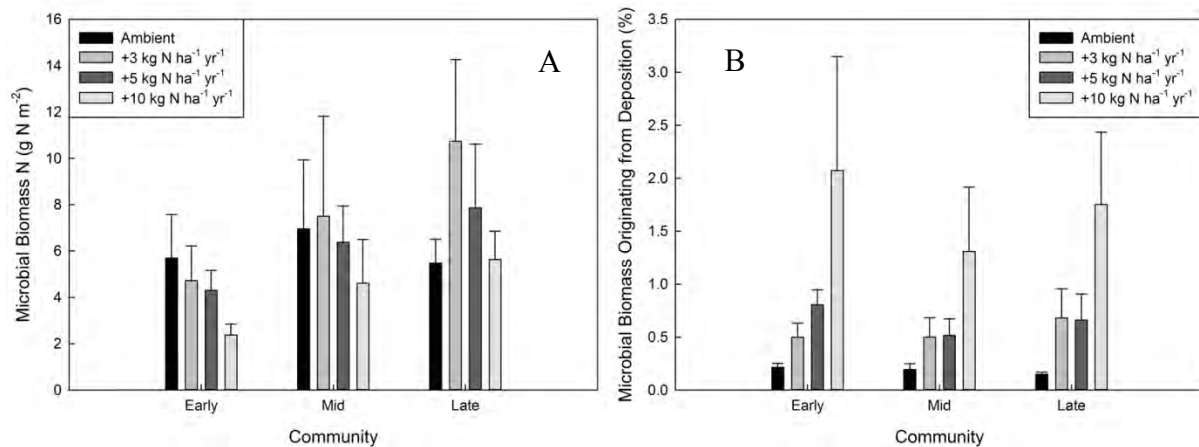 16
14
12
10
8
6
4
2
0
Microbial Biomass N (g N m⁻²)
Ambient
+3 kg N ha⁻¹ yr⁻¹
+5 kg N ha⁻¹ yr⁻¹
+10 kg N ha⁻¹ yr⁻¹
A
Early Mid Late
Community
3.5
3.0
2.5
2.0
1.5
1.0
0.5
0.0
Microbial Biomass Originating from Deposition (%)
B
Ambient
+3 kg N ha⁻¹ yr⁻¹
+5 kg N ha⁻¹ yr⁻¹
+10 kg N ha⁻¹ yr⁻¹
Early Mid Late
Community